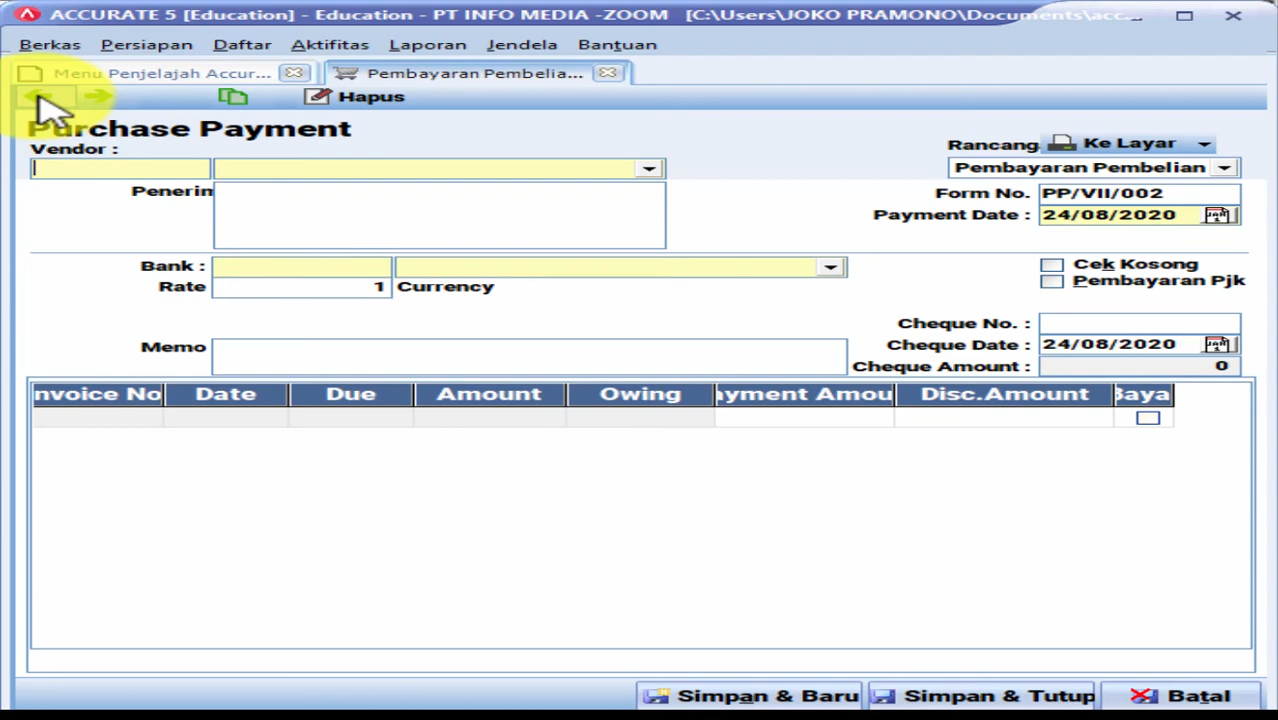 ACCURATE 5 [Education] - Education - PT INFO MEDIA -ZOOM [C:\Users\JOKO PRAMONO\Documents\acc...
Berkas Persiapan Daftar Aktifitas Laporan Jendela Bantuan
Menu Penjelajah Accur... Pembayaran Pembelia...
Hapus
Purchase Payment
Vendor :
Rancang Ke Layar
Pembayaran Pembelian
Penerim
Form No. PP/VII/002
Payment Date : 24/08/2020
Bank :
Cek Kosong
Rate 1 Currency
Pembayaran Pjk
Cheque No. :
Memo
Cheque Date : 24/08/2020
Cheque Amount : 0
nvoice No Date Due Amount Owing yment Amou Disc.Amount Baya
Simpan & Baru Simpan & Tutup Batal